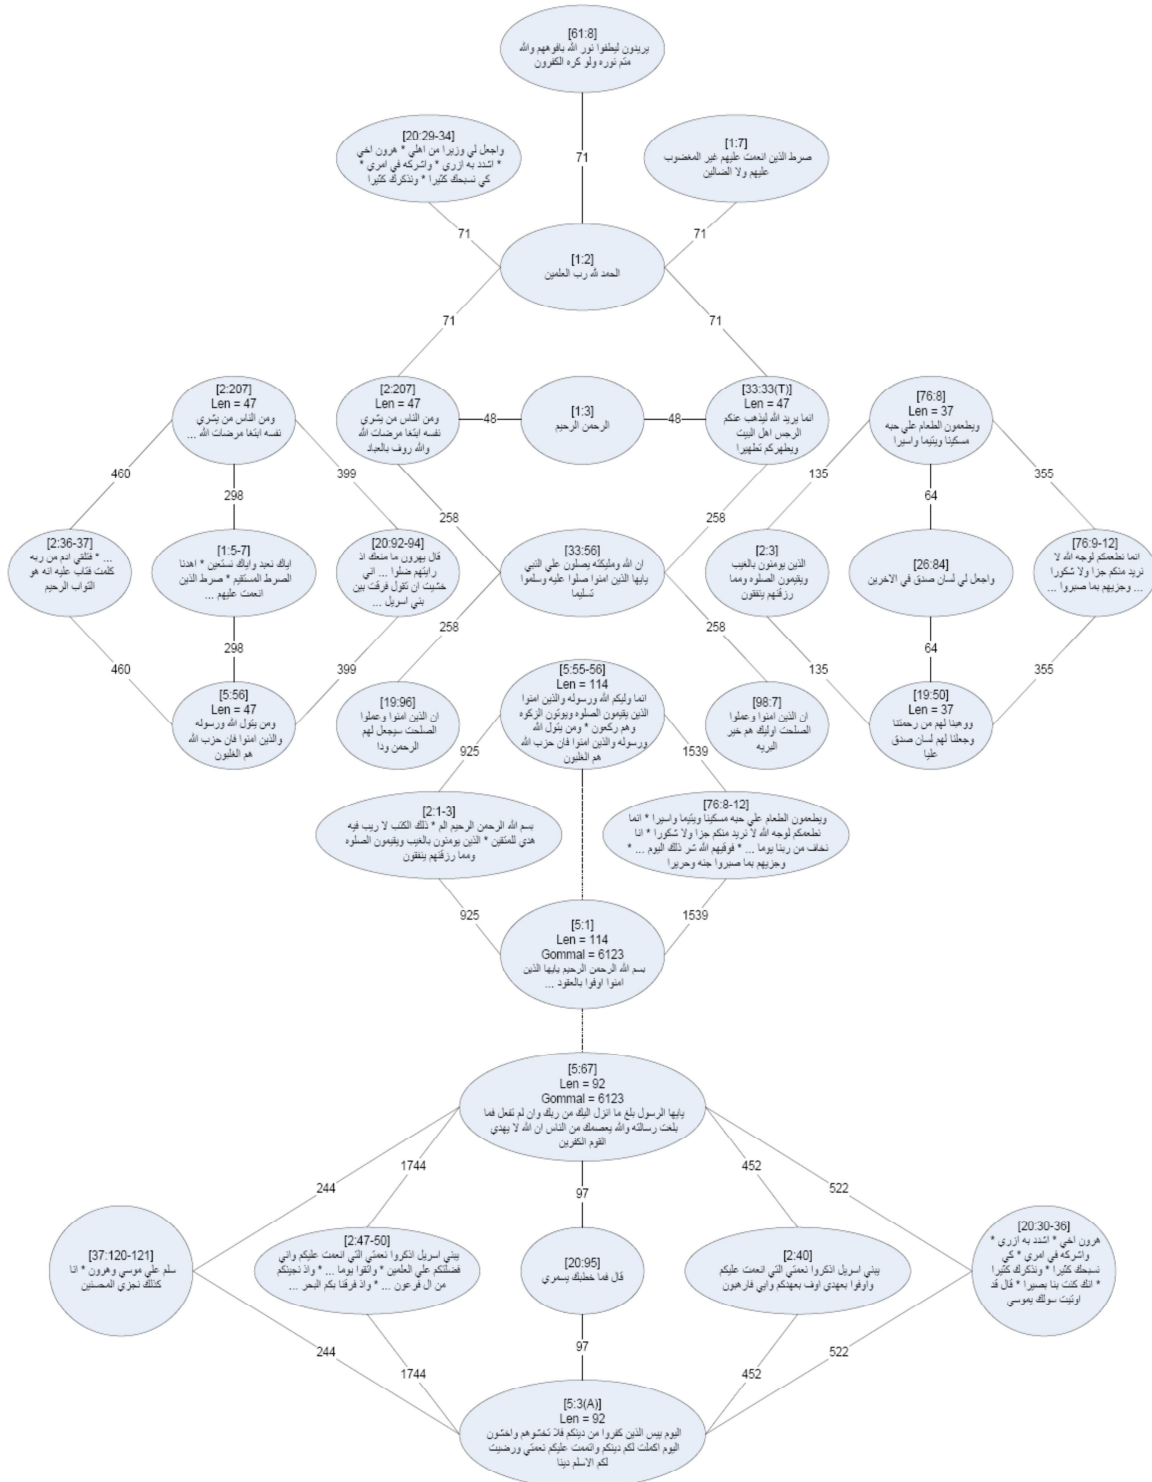 [61:8]
يريدون ليطفوا نور الله بافوههم والله
متم نوره ولو كره الكفرون
[20:29-34]
واجعل لي وزيرا من اهلي * هرون اخي
* اشدد به ازري * واشركه في امري *
كي نسبحك كثيرا * ونذكرك كثيرا
71
[1:7]
صرط الذين انعمت عليهم غير المغضوب
عليهم ولا الضالين
71
71
[1:2]
الحمد لله رب العلمين
71
71
[2:207]
Len = 47
ومن الناس من يشري
نفسه ابتغا مرضات الله
... 
[2:207]
Len = 47
ومن الناس من يشري
نفسه ابتغا مرضات الله
والله روف بالعباد
48
[1:3]
الرحمن الرحيم
48
[33:33(T)]
Len = 47
انما يريد الله ليذهب عنكم
الرجس اهل البيت
ويطهركم تطهيرا
[76:8]
Len = 37
ويطعمون الطعام علي حبه
مسكينا ويتيما واسيرا
460
298
399
258
258
135
64
355
[2:36-37]
... * فتلقي ادم من ربه
كلمت فتاب عليه انه هو
التواب الرحيم
[1:5-7]
اياك نعبد واياك نستعين * اهدنا
الصرط المستقيم * صرط الذين
انعمت عليهم ...
[20:92-94]
قال يهرون ما منعك اذ
رايتهم ضلوا ... اني
خشيت ان تقول فرقت بين
بني اسريل ...
[33:56]
ان الله ومليكته يصلون علي النبي
يايها الذين امنوا صلوا عليه وسلموا
تسليما
[2:3]
الذين يومنون بالغيب
ويقيمون الصلوه ومما
رزقنهم ينفقون
[26:84]
واجعل لي لسان صدق في الاخرين
[76:9-12]
انما نطعمكم لوجه الله لا
نريد منكم جزا ولا شكورا
... وجزيهم بما صبروا ...
460
298
399
258
258
135
64
355
[5:56]
Len = 47
ومن يتول الله ورسوله
والذين امنوا فان حزب الله
هم الغلبون
[19:96]
ان الذين امنوا وعملوا
الصلحت سيجعل لهم
الرحمن ودا
[5:55-56]
Len = 114
انما وليكم الله ورسوله والذين امنوا
الذين يقيمون الصلوه ويوتون الزكوه
وهم ركعون * ومن يتول الله
ورسوله والذين امنوا فان حزب الله
هم الغلبون
[98:7]
ان الذين امنوا وعملوا
الصلحت اوليك هم خير
البريه
[19:50]
Len = 37
ووهبنا لهم من رحمتنا
وجعلنا لهم لسان صدق
عليا
925
1539
[2:1-3]
بسم الله الرحمن الرحيم الم * ذلك الكتب لا ريب فيه
هدي للمتقين * الذين يومنون بالغيب ويقيمون الصلوه
ومما رزقنهم ينفقون
[76:8-12]
ويطعمون الطعام علي حبه مسكينا ويتيما واسيرا * انما
نطعمكم لوجه الله لا نريد منكم جزا ولا شكورا * انا
نخاف من ربنا يوما ... * فوقيهم الله شر ذلك اليوم ... *
وجزيهم بما صبروا جنه وحريرا
925
1539
[5:1]
Len = 114
Gommal = 6123
بسم الله الرحمن الرحيم يايها الذين
امنوا اوفوا بالعقود ...
[5:67]
Len = 92
Gommal = 6123
يايها الرسول بلغ ما انزل اليك من ربك وان لم تفعل فما
بلغت رسالته والله يعصمك من الناس ان الله لا يهدي
القوم الكفرين
244
1744
97
452
522
[37:120-121]
سلم علي موسي وهرون * انا
كذلك نجزي المحسنين
[2:47-50]
يبني اسريل اذكروا نعمتي التي انعمت عليكم واني
فضلتكم علي العلمين * واتقوا يوما ... * واذ نجينكم
من ال فرعون ... * واذ فرقنا بكم البحر ...
[20:95]
قال فما خطبك يسمري
[2:40]
يبني اسريل اذكروا نعمتي التي انعمت عليكم
واوفوا بعهدي اوف بعهدكم وايي فارهبون
[20:30-36]
هرون اخي * اشدد به ازري *
واشركه في امري * كي
نسبحك كثيرا * ونذكرك كثيرا
* انك كنت بنا بصيرا * قال قد
اوتيت سولك يموسي
244
1744
97
452
522
[5:3(A)]
Len = 92
اليوم ييس الذين كفروا من دينكم فلا تخشوهم واخشون
اليوم اكملت لكم دينكم واتممت عليكم نعمتي ورضيت
لكم الاسلم دينا